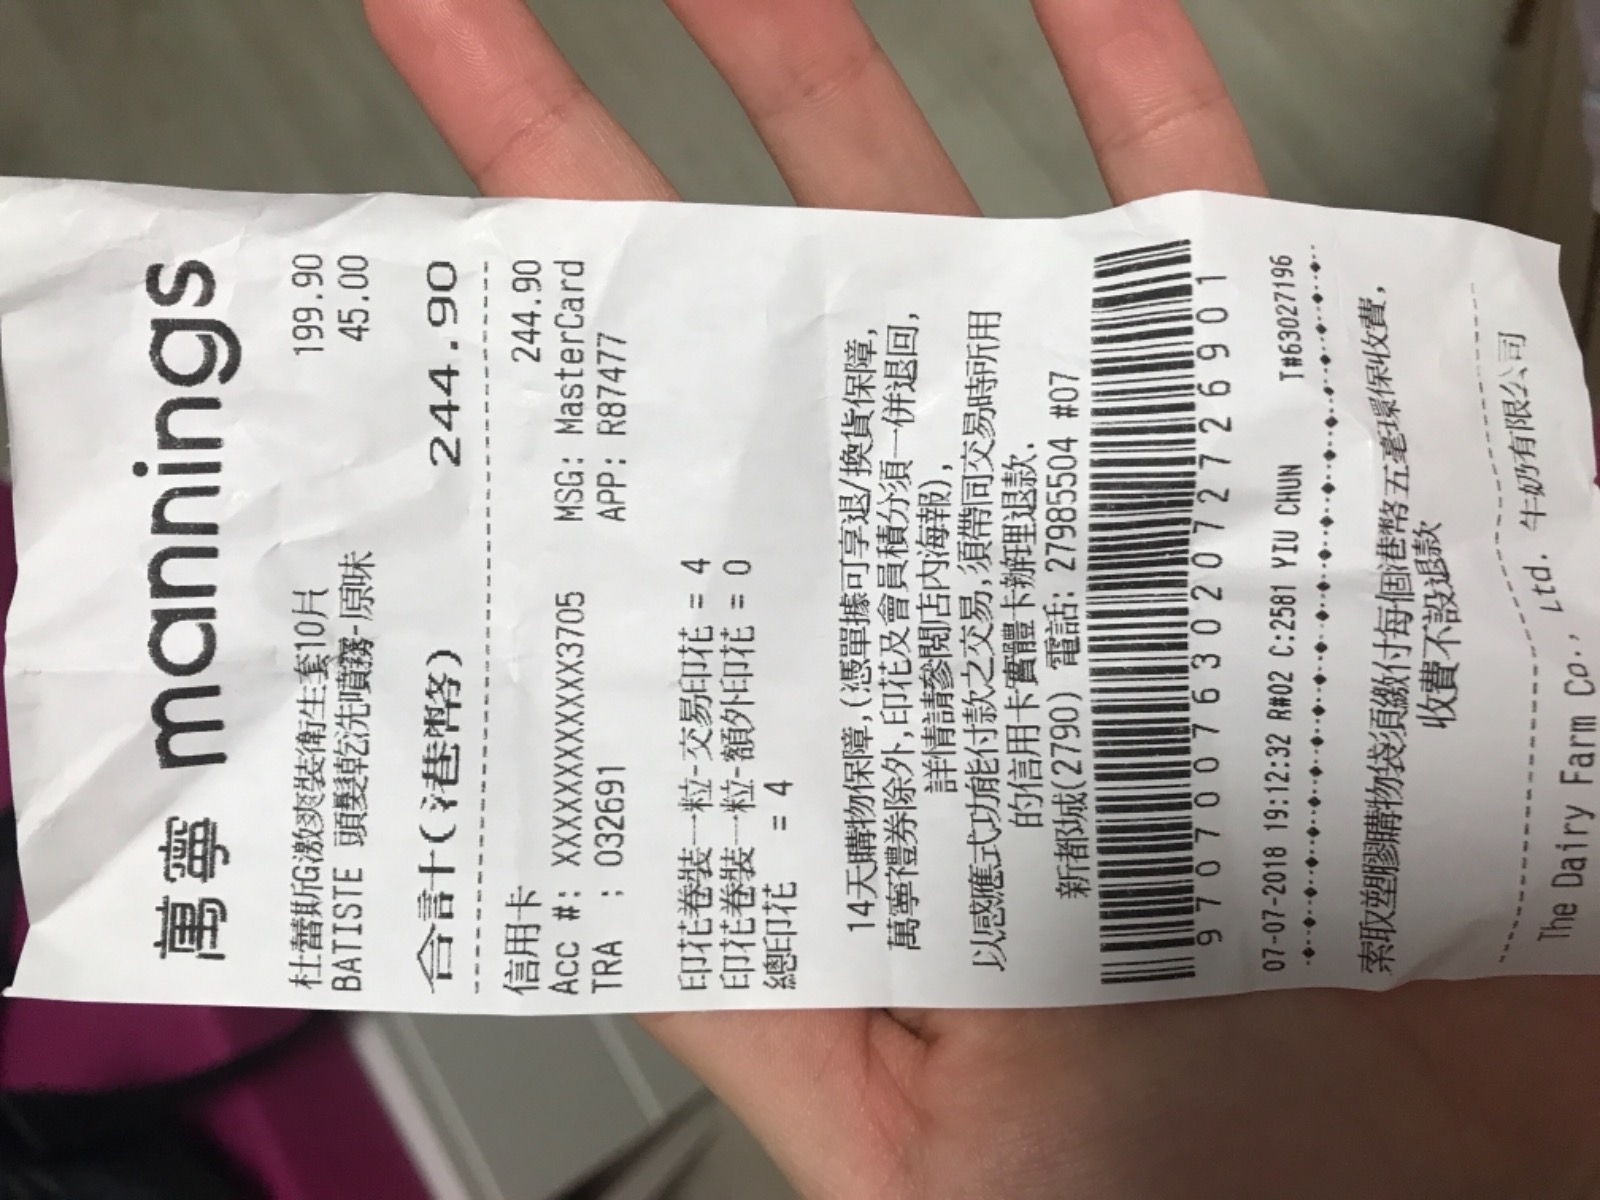 萬寧 mannings
杜蕾斯G激爽裝衛生套10片 199.90
BATISTE 頭髮乾洗噴霧-原味 45.00
合計(港幣) 244.90
信用卡 244.90
Acc #: XXXXXXXXXXXX3705 MSG: MasterCard
TRA : 032691 APP: R87477
印花卷裝一粒-交易印花 = 4
印花卷裝一粒-額外印花 = 0
總印花 = 4
14天購物保障,(憑單據可享退/換貨保障,
萬寧禮券除外,印花及會員積分須一併退回,
詳情請參閱店内海報),
以感應式功能付款之交易,須帶同交易時所用
的信用卡實體卡辦理退款.
新都城(2790) 電話: 27985504 #07
97070076302072726901
07-07-2018 19:12:32 R#02 C:2581 YIU CHUN T#63027196
索取塑膠購物袋須繳付每個港幣五毫環保收費,
收費不設退款
The Dairy Farm Co., Ltd. 牛奶有限公司